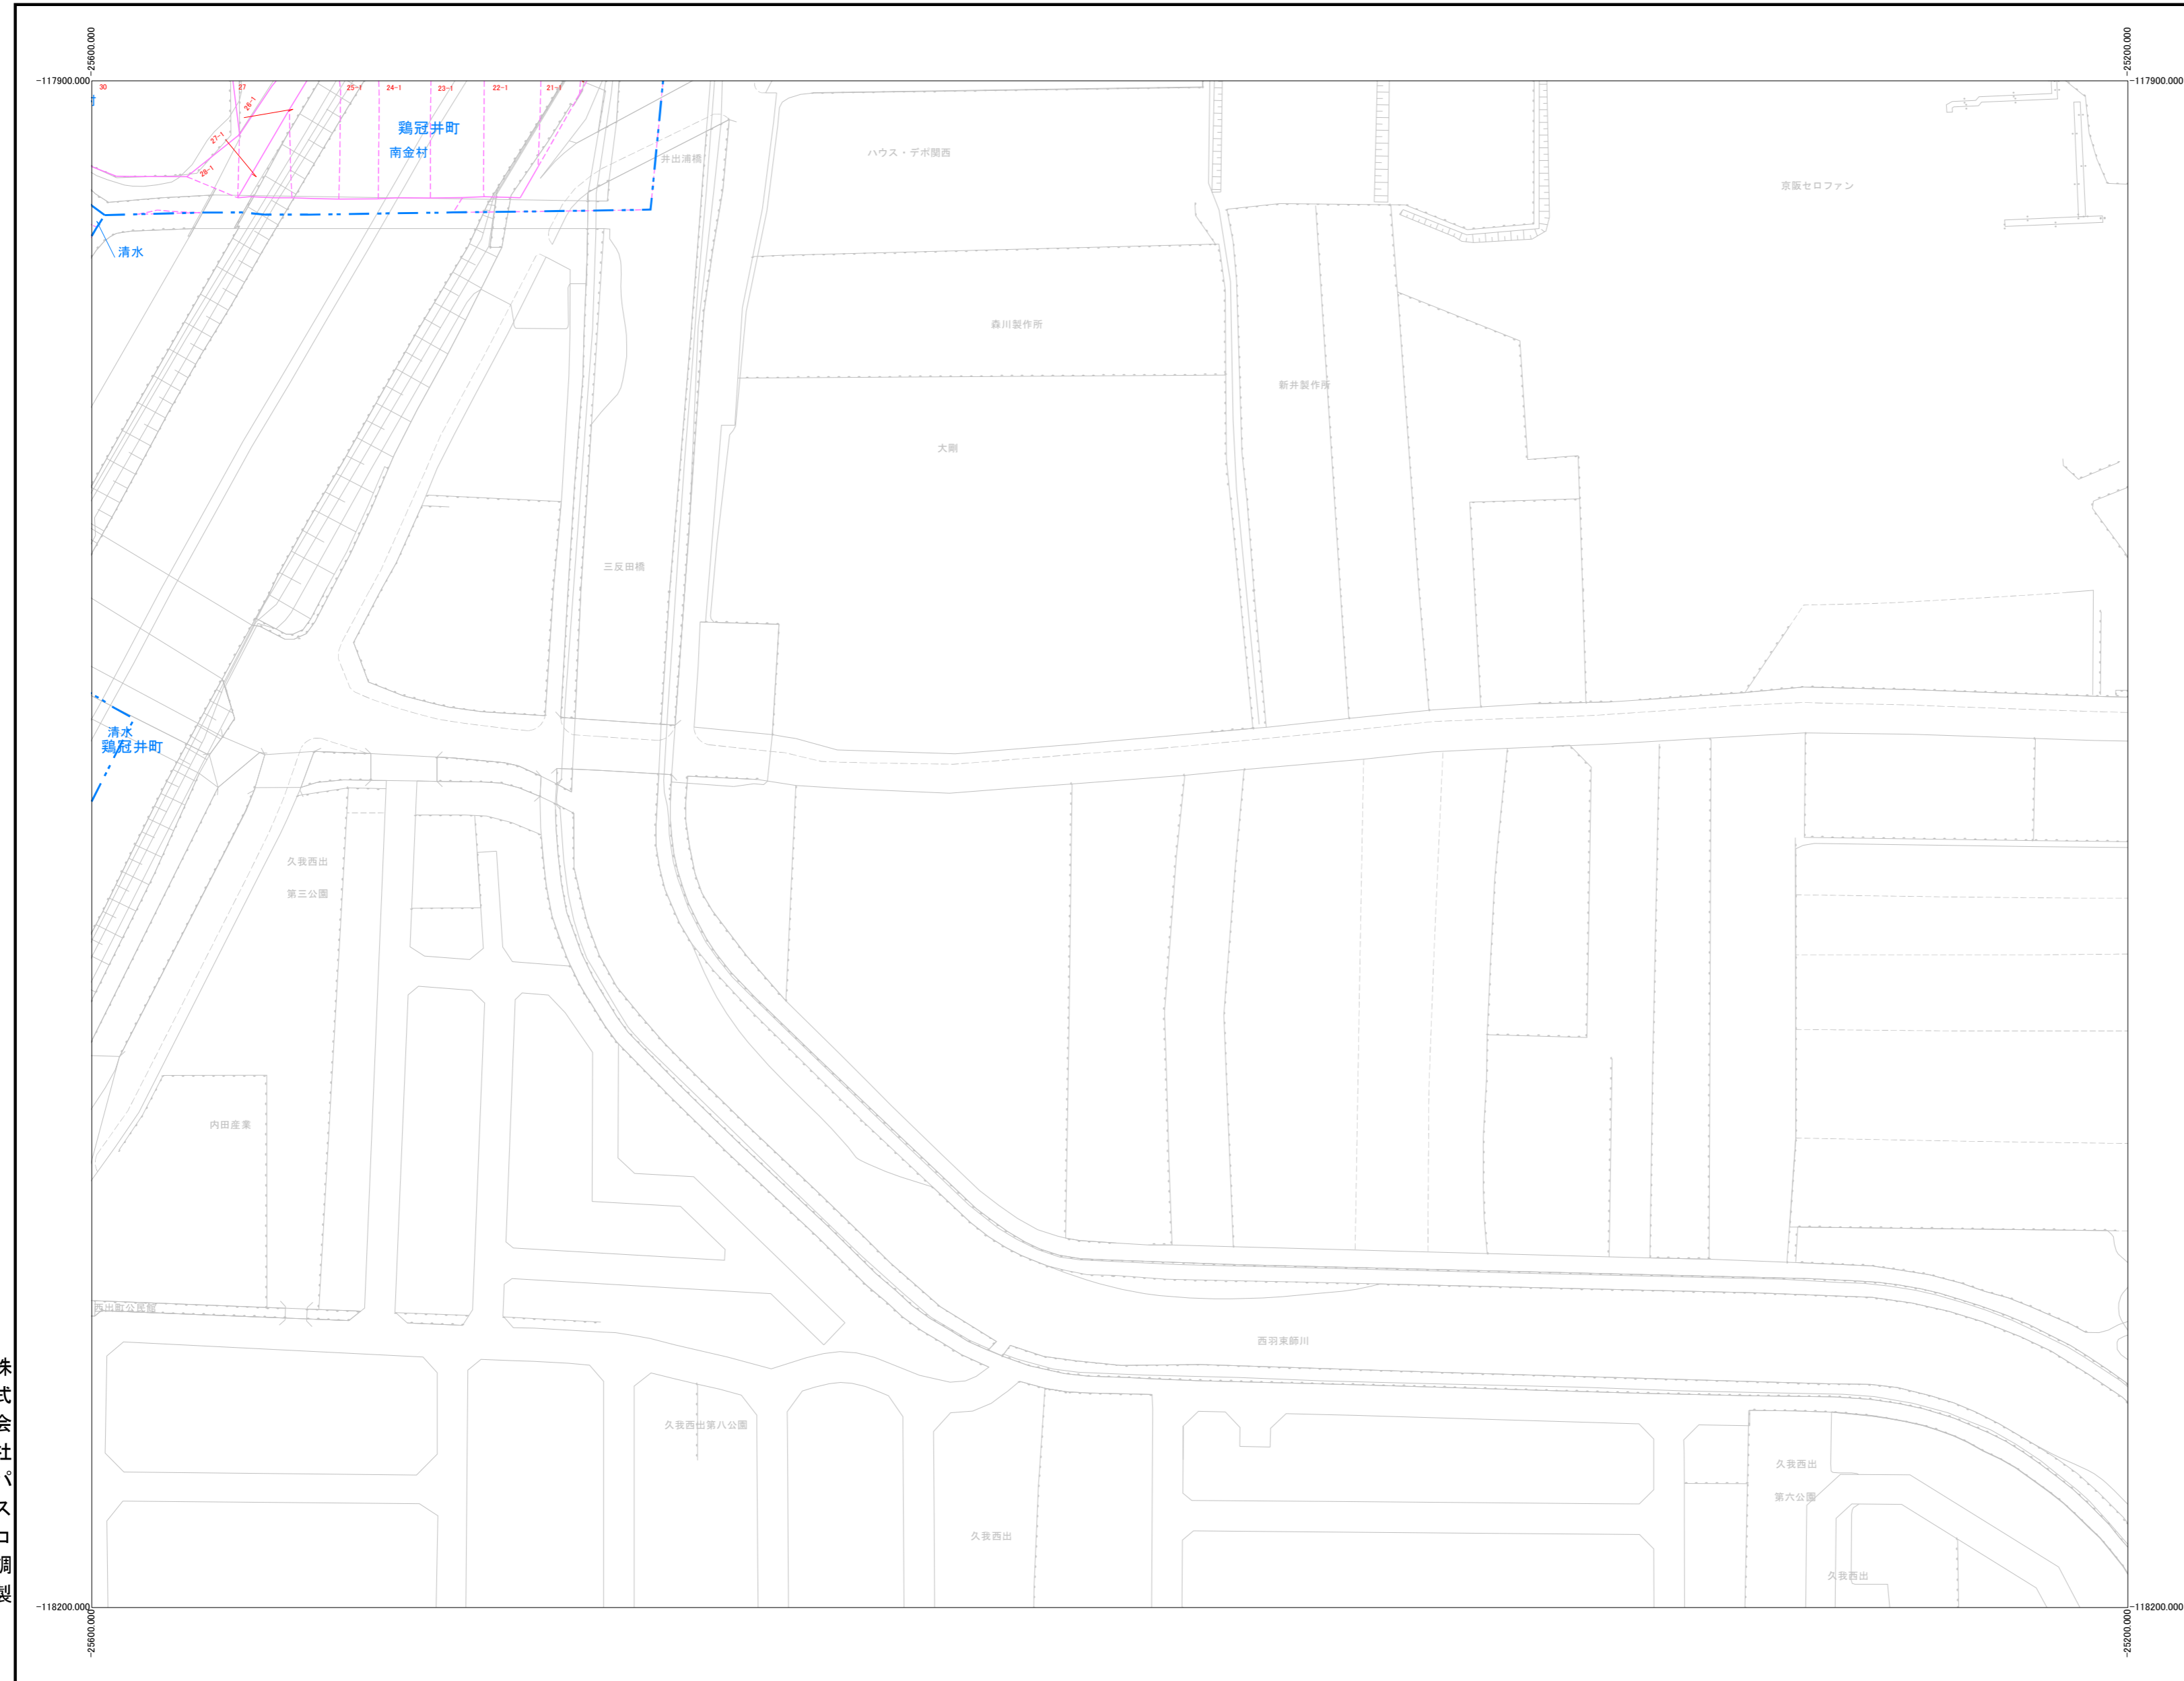 -25600.000
-25200.000
-117900.000
-117900.000
30
27
26-1
25-1
24-1
23-1
22-1
21-1
27-1
28-1
鶏冠井町
南金村
井出浦橋
ハウス・デポ関西
京阪セロファン
清水
森川製作所
新井製作所
大剛
三反田橋
清水
鶏冠井町
久我西出
第三公園
内田産業
西出町公民館
西羽束師川
久我西出第八公園
久我西出
第六公園
久我西出
久我西出
株式会社パスコ調製
-118200.000
-118200.000
-25600.000
-25200.000